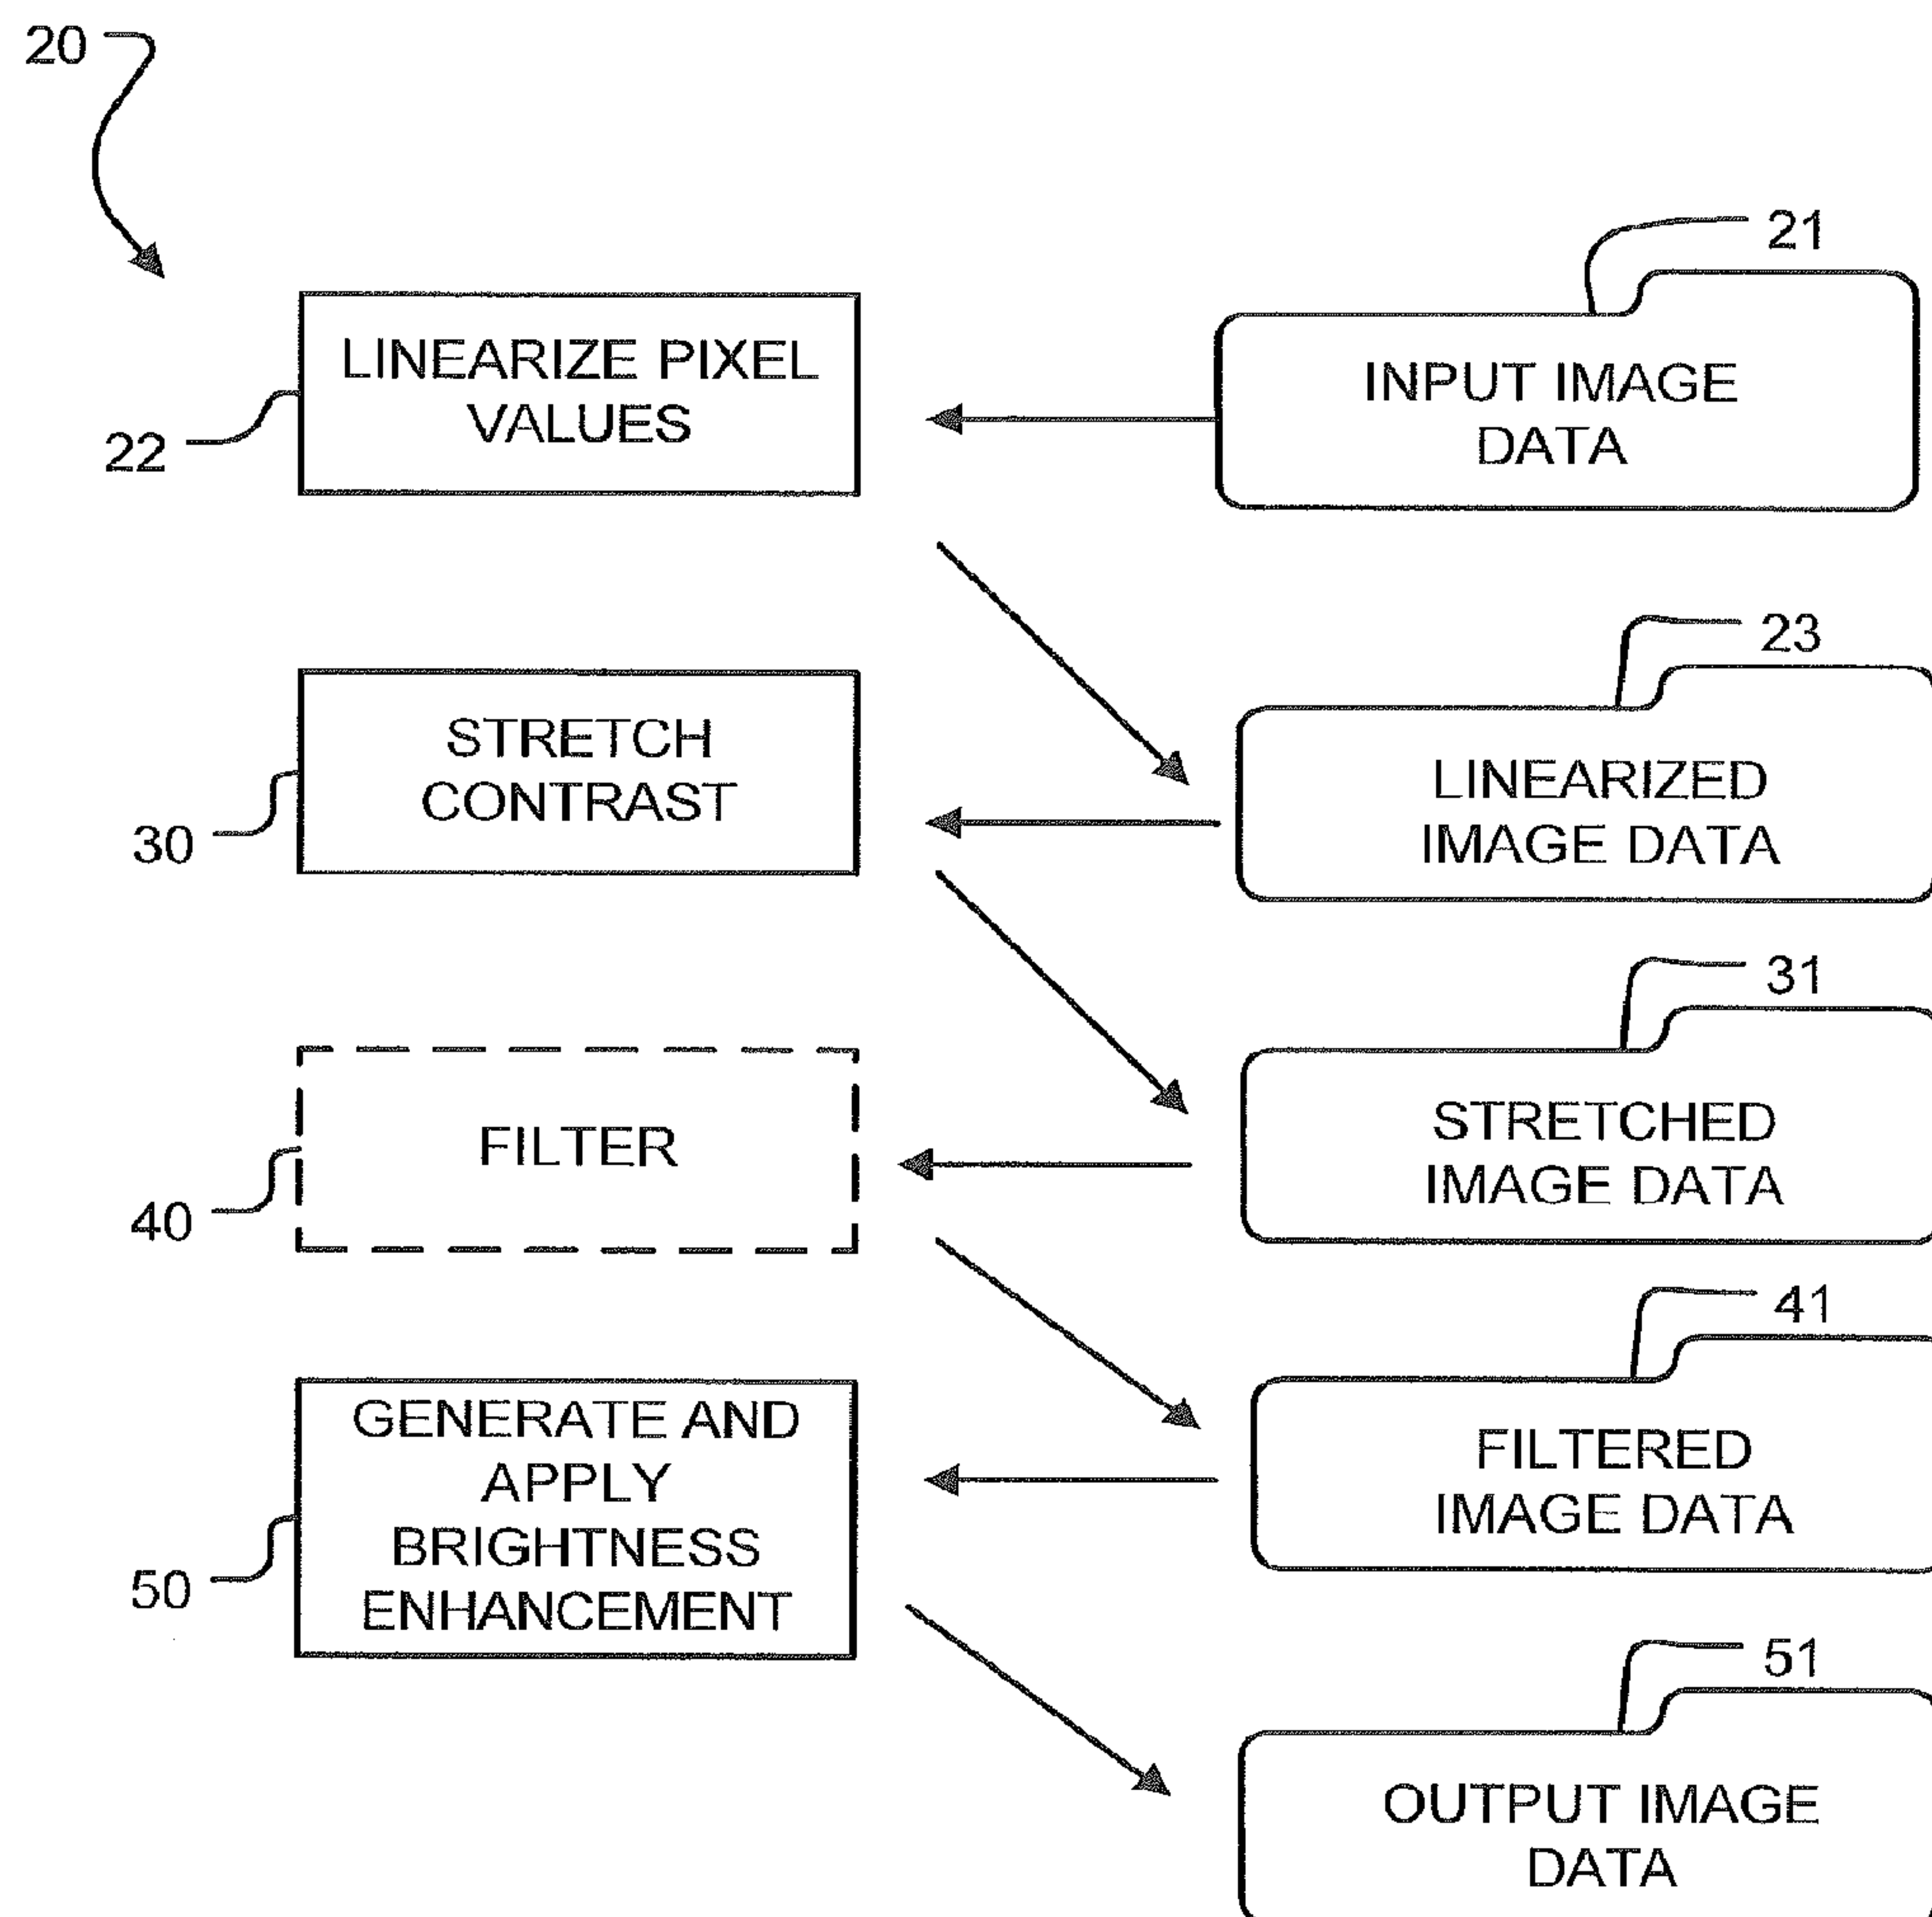 20
21
LINEARIZE PIXEL
VALUES
22
INPUT IMAGE
DATA
23
STRETCH
CONTRAST
30
LINEARIZED
IMAGE DATA
31
FILTER
40
STRETCHED
IMAGE DATA
41
GENERATE AND
APPLY
BRIGHTNESS
ENHANCEMENT
50
FILTERED
IMAGE DATA
51
OUTPUT IMAGE
DATA